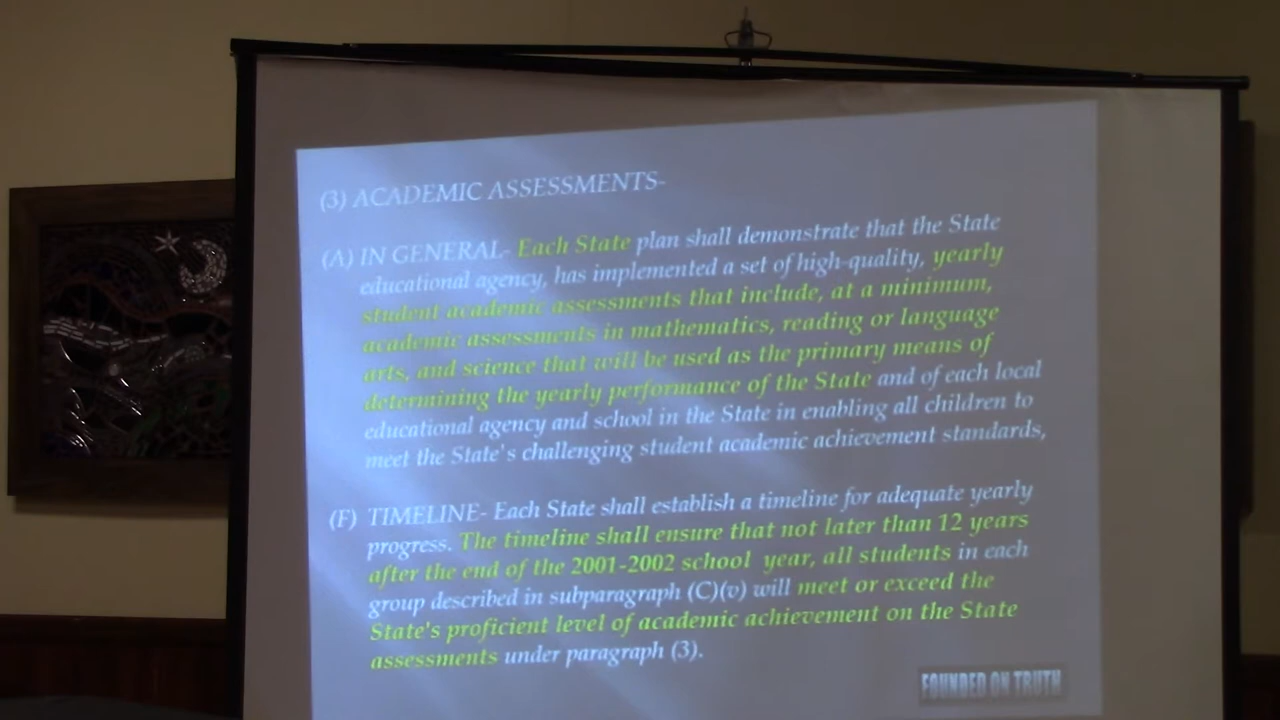 (3) ACADEMIC ASSESSMENTS-
(A) IN GENERAL- Each State plan shall demonstrate that the State
educational agency, has implemented a set of high-quality, yearly
student academic assessments that include, at a minimum,
academic assessments in mathematics, reading or language
arts, and science that will be used as the primary means of
determining the yearly performance of the State and of each local
educational agency and school in the State in enabling all children to
meet the State's challenging student academic achievement standards,
(F) TIMELINE- Each State shall establish a timeline for adequate yearly
progress. The timeline shall ensure that not later than 12 years
after the end of the 2001-2002 school year, all students in each
group described in subparagraph (C)(v) will meet or exceed the
State's proficient level of academic achievement on the State
assessments under paragraph (3).
FOUNDED ON TRUTH